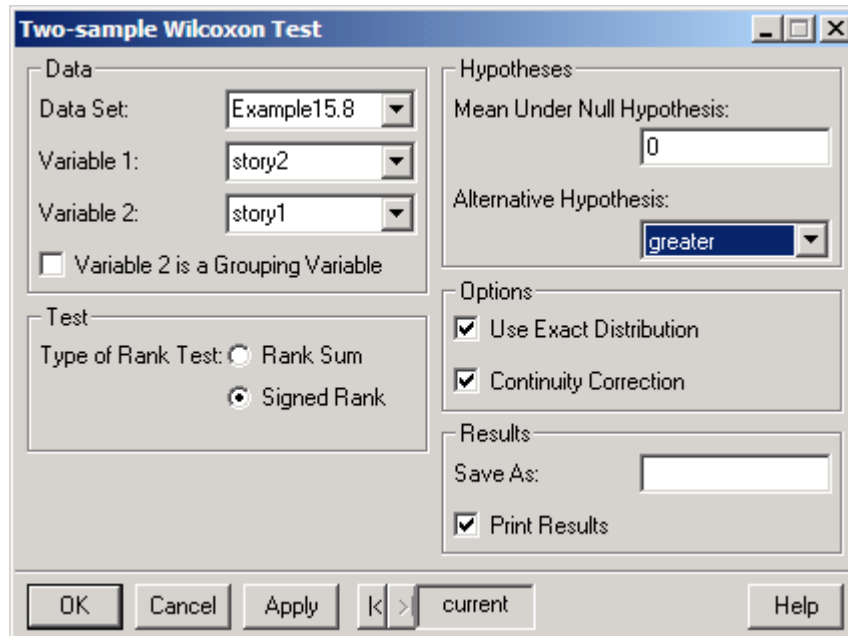 Two-sample Wilcoxon Test
Data
Data Set: Example15.8
Variable 1: story2
Variable 2: story1
Variable 2 is a Grouping Variable
Test
Type of Rank Test: Rank Sum
Signed Rank
Hypotheses
Mean Under Null Hypothesis:
0
Alternative Hypothesis:
greater
Options
Use Exact Distribution
Continuity Correction
Results
Save As:
Print Results
OK Cancel Apply current Help